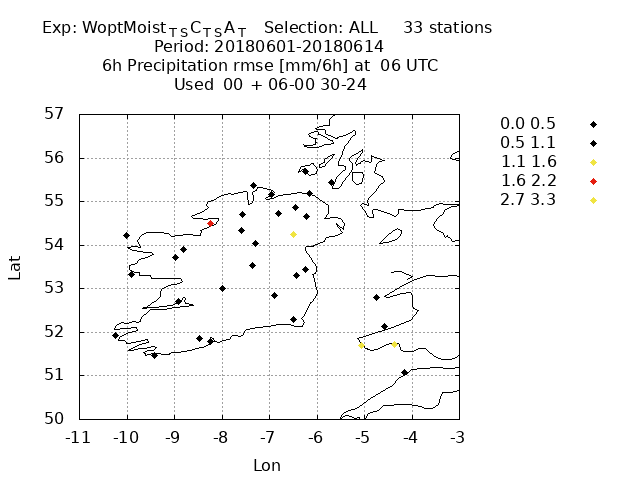 Exp: WoptMoistTSCTSAT Selection: ALL 33 stations
Period: 20180601-20180614
6h Precipitation rmse [mm/6h] at 06 UTC
Used 00 + 06-00 30-24
57
56
55
54
53
52
51
50
-11 -10 -9 -8 -7 -6 -5 -4 -3
Lat
Lon
0.0 0.5
0.5 1.1
1.1 1.6
1.6 2.2
2.7 3.3